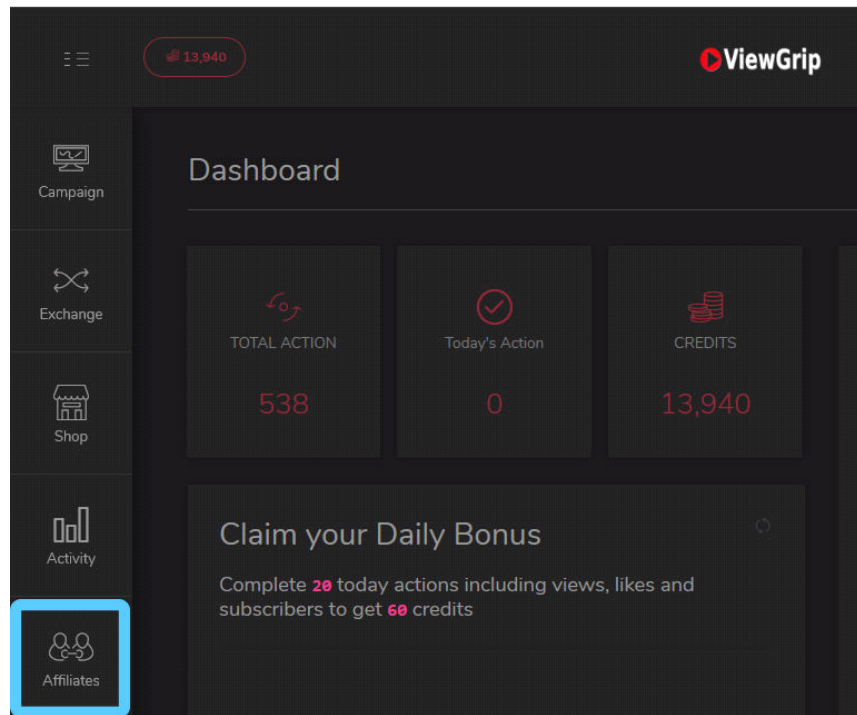 13,940
ViewGrip
Campaign
Exchange
Shop
Activity
Affiliates
Dashboard
TOTAL ACTION
538
Today's Action
0
CREDITS
13,940
Claim your Daily Bonus
Complete 20 today actions including views, likes and
subscribers to get 60 credits